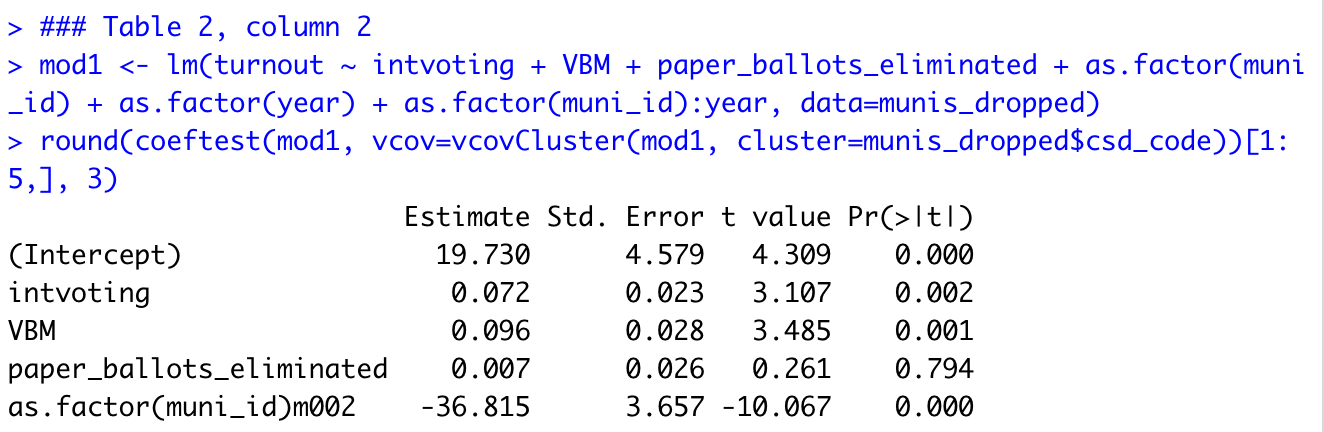 > ### Table 2, column 2
> mod1 <- lm(turnout ~ intvoting + VBM + paper_ballots_eliminated + as.factor(muni
_id) + as.factor(year) + as.factor(muni_id):year, data=munis_dropped)
> round(coeftest(mod1, vcov=vcovCluster(mod1, cluster=munis_dropped$csd_code))[1:
5,], 3)
                         Estimate Std. Error t value Pr(>|t|)
(Intercept)                19.730      4.579   4.309    0.000
intvoting                   0.072      0.023   3.107    0.002
VBM                         0.096      0.028   3.485    0.001
paper_ballots_eliminated    0.007      0.026   0.261    0.794
as.factor(muni_id)m002    -36.815      3.657 -10.067    0.000